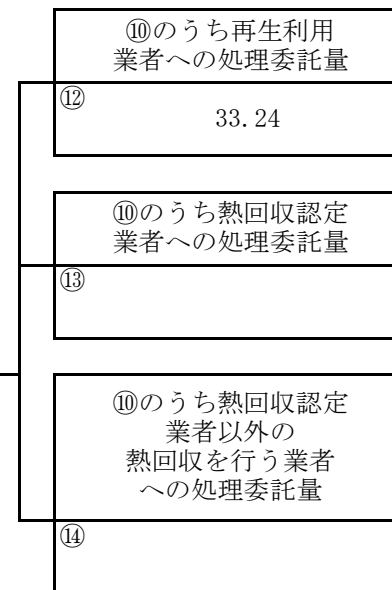 ⑩のうち再生利用
業者への処理委託量
⑫
33.24
⑩のうち熱回収認定
業者への処理委託量
⑬
⑩のうち熱回収認定
業者以外の
熱回収を行う業者
への処理委託量
⑭